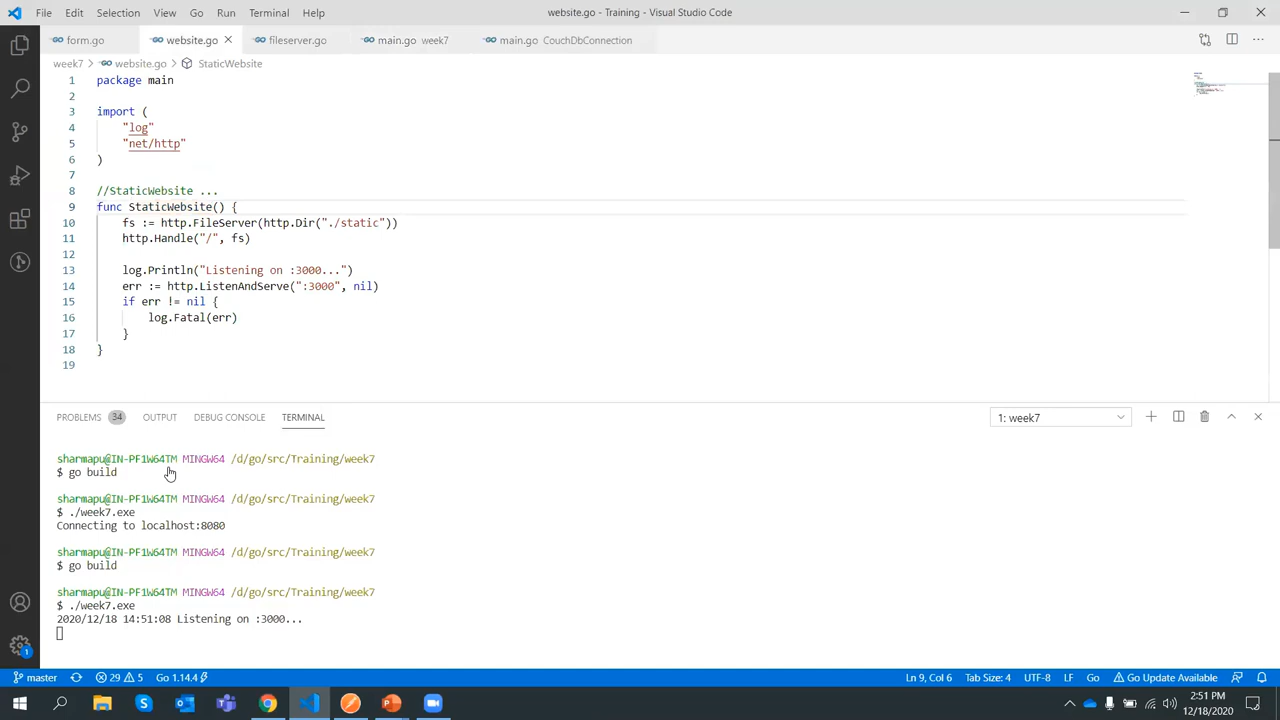 File Edit Selection View Go Run Terminal Help
website.go - Training - Visual Studio Code
form.go website.go fileserver.go main.go week7 main.go CouchDbConnection
week7 > website.go > StaticWebsite
1 package main
2
3 import (
4 "log"
5 "net/http"
6 )
7
8 //StaticWebsite ...
9 func StaticWebsite() {
10 fs := http.FileServer(http.Dir("./static"))
11 http.Handle("/", fs)
12
13 log.Println("Listening on :3000...")
14 err := http.ListenAndServe(":3000", nil)
15 if err != nil {
16 log.Fatal(err)
17 }
18 }
19
PROBLEMS 34 OUTPUT DEBUG CONSOLE TERMINAL 1: week7
sharmapu@IN-PF1W64TM MINGW64 /d/go/src/Training/week7
$ go build
sharmapu@IN-PF1W64TM MINGW64 /d/go/src/Training/week7
$ ./week7.exe
Connecting to localhost:8080
sharmapu@IN-PF1W64TM MINGW64 /d/go/src/Training/week7
$ go build
sharmapu@IN-PF1W64TM MINGW64 /d/go/src/Training/week7
$ ./week7.exe
2020/12/18 14:51:08 Listening on :3000...
1
master 29 5 Go 1.14.4 Ln 9, Col 6 Tab Size: 4 UTF-8 LF Go Go Update Available
2:51 PM
12/18/2020